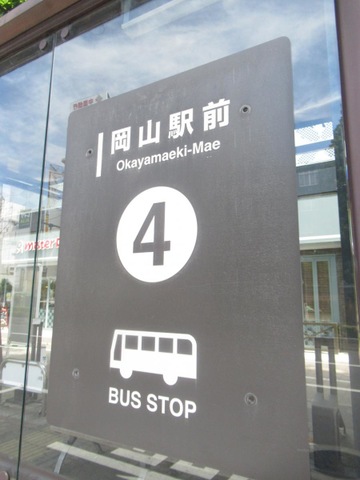 岡山駅前
Okayamaeki-Mae
4
BUS STOP